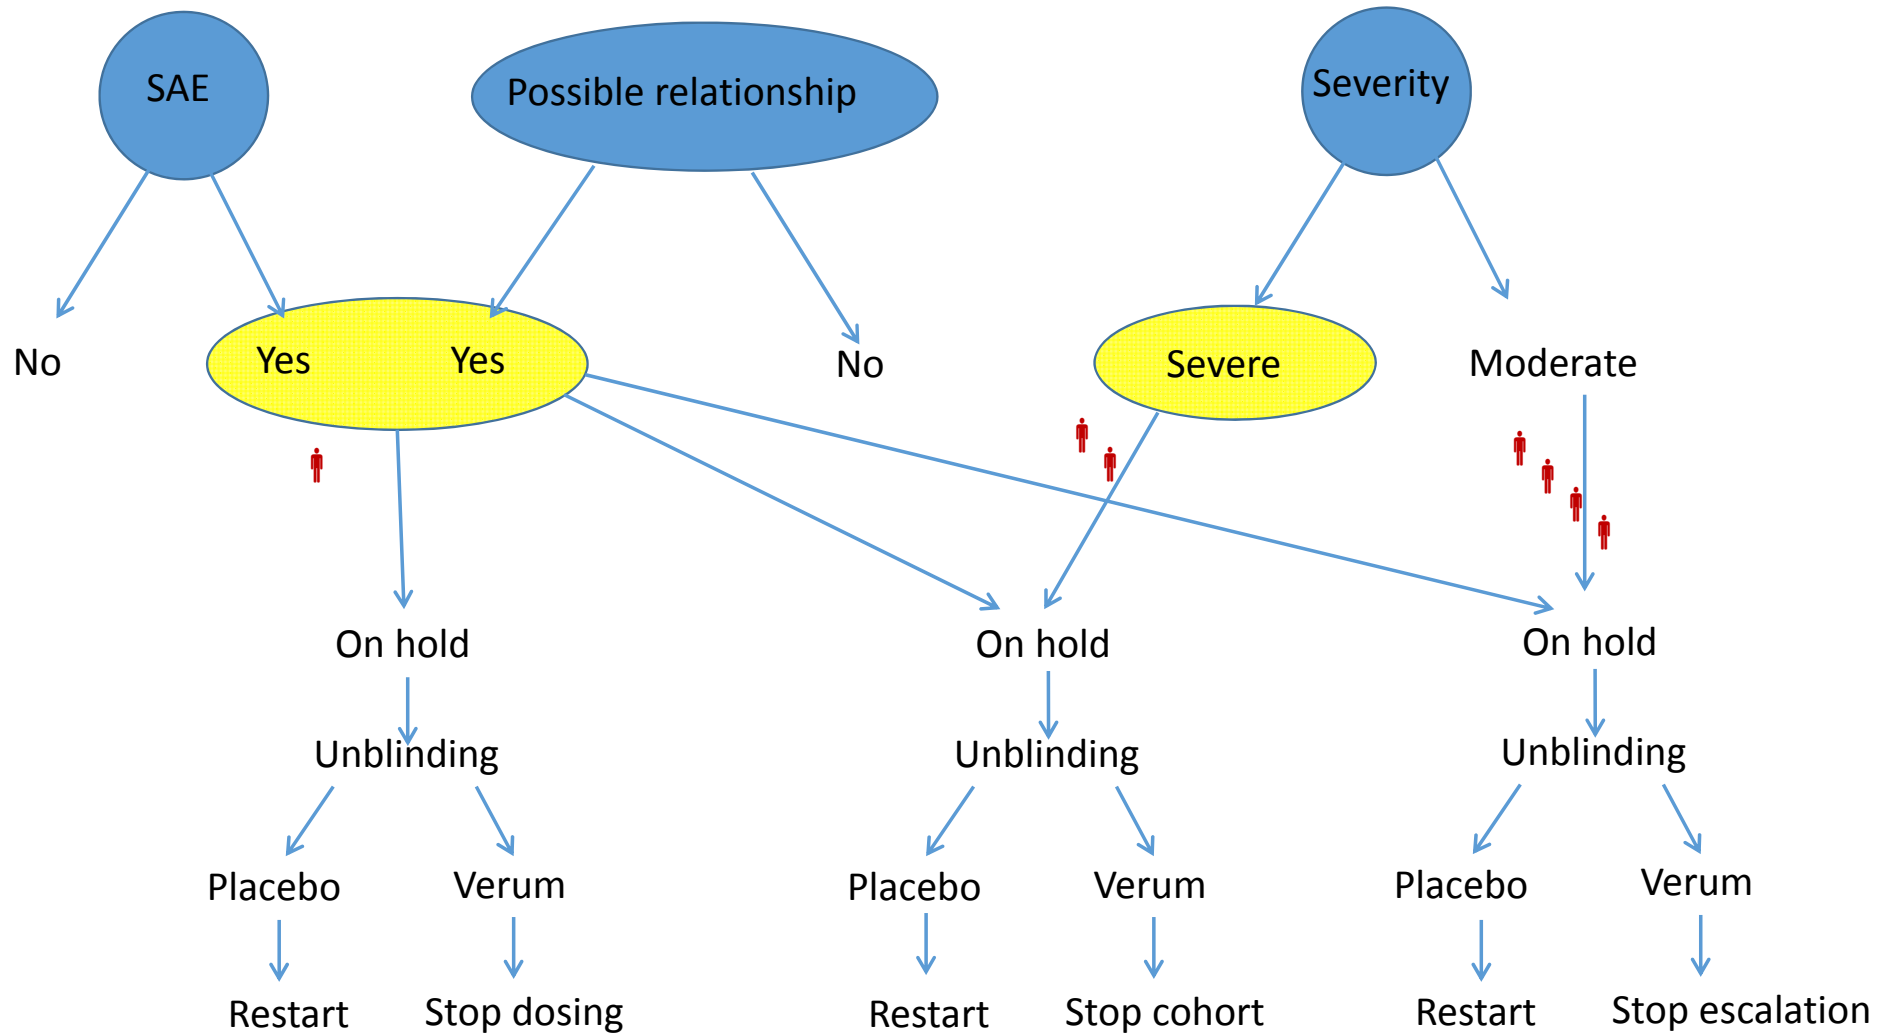 SAE
Possible relationship
Severity
No
Yes
Yes
No
Severe
Moderate
On hold
On hold
On hold
Unblinding
Unblinding
Unblinding
Placebo
Verum
Placebo
Verum
Placebo
Verum
Restart
Stop dosing
Restart
Stop cohort
Restart
Stop escalation